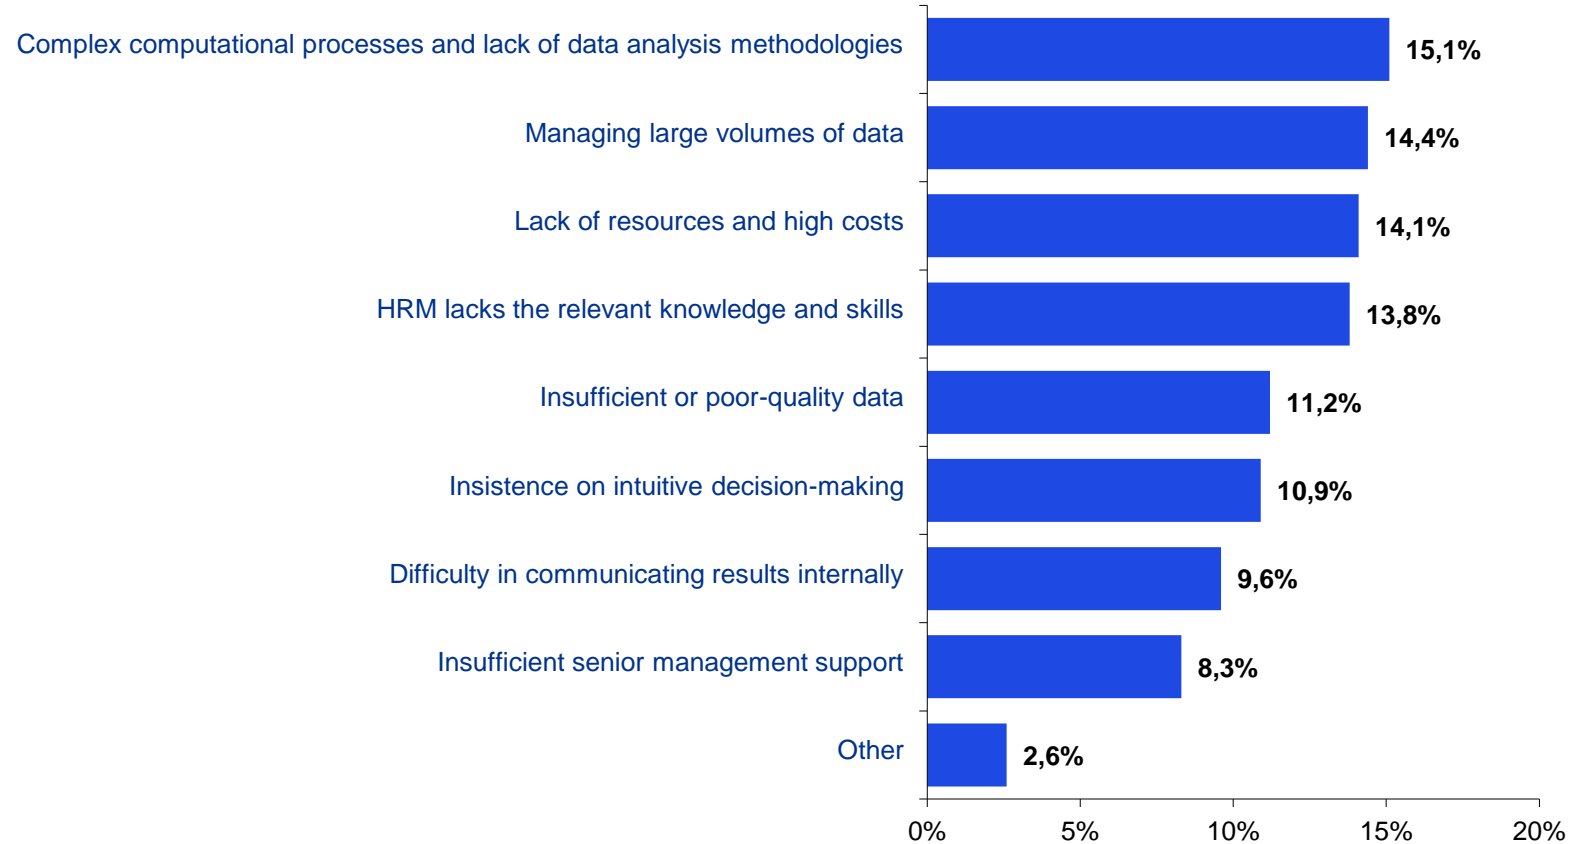 Complex computational processes and lack of data analysis methodologies 15,1%
Managing large volumes of data 14,4%
Lack of resources and high costs 14,1%
HRM lacks the relevant knowledge and skills 13,8%
Insufficient or poor-quality data 11,2%
Insistence on intuitive decision-making 10,9%
Difficulty in communicating results internally 9,6%
Insufficient senior management support 8,3%
Other 2,6%
0% 5% 10% 15% 20%